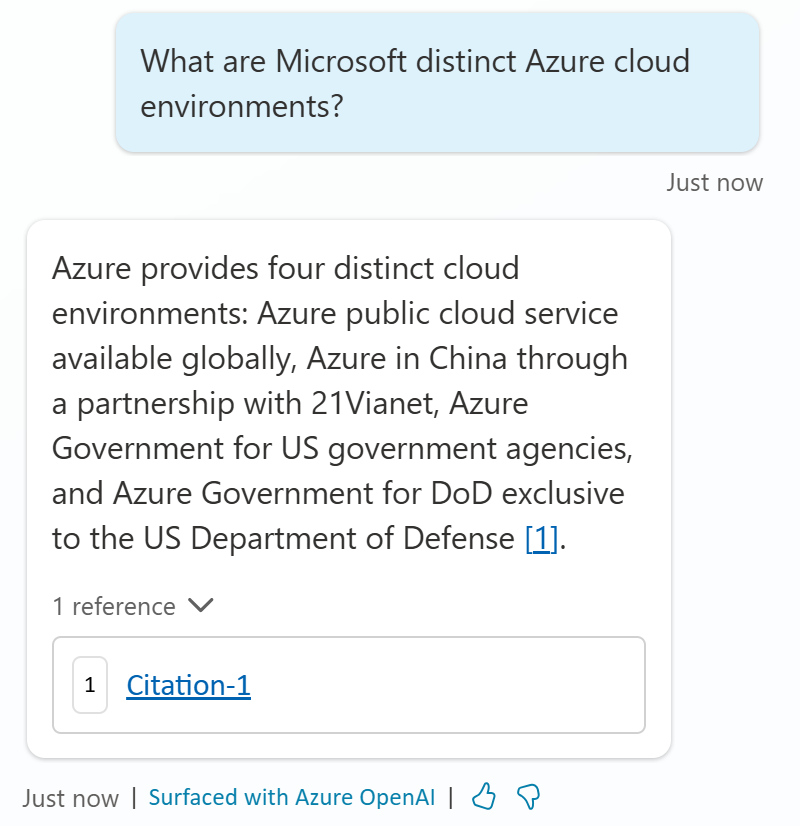 What are Microsoft distinct Azure cloud
environments?
Just now
Azure provides four distinct cloud
environments: Azure public cloud service
available globally, Azure in China through
a partnership with 21Vianet, Azure
Government for US government agencies,
and Azure Government for DoD exclusive
to the US Department of Defense [1].
1 reference
1 Citation-1
Just now | Surfaced with Azure OpenAI |